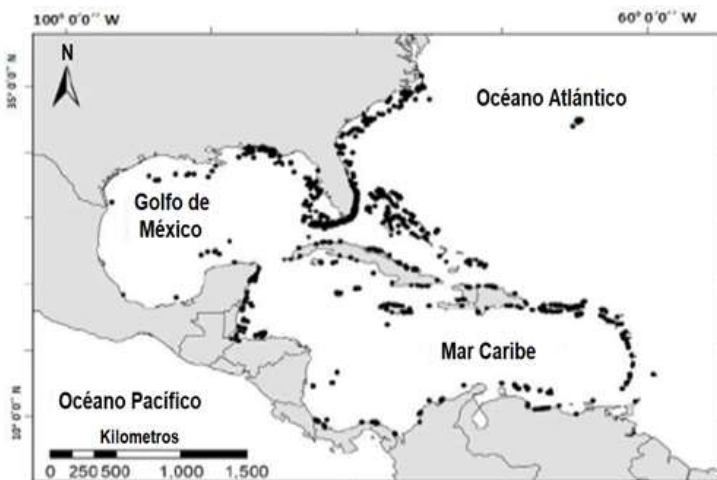 100° 0'0'' W
60° 0'0'' W
N
35° 0'0'' N
Océano Atlántico
Golfo de
México
Mar Caribe
Océano Pacífico
10° 0'0'' N
Kilometros
0 250 500 1,000 1,500